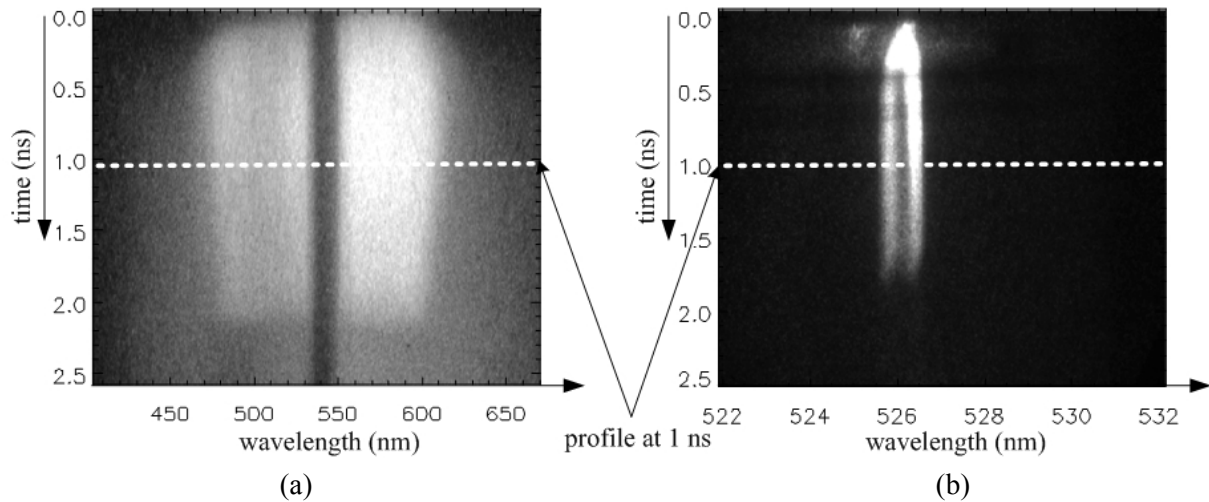 0.0
0.5
1.0
1.5
2.0
2.5
time (ns)
450 500 550 600 650
wavelength (nm)
(a)
profile at 1 ns
0.0
0.5
1.0
1.5
2.0
2.5
time (ns)
522 524 526 528 530 532
wavelength (nm)
(b)